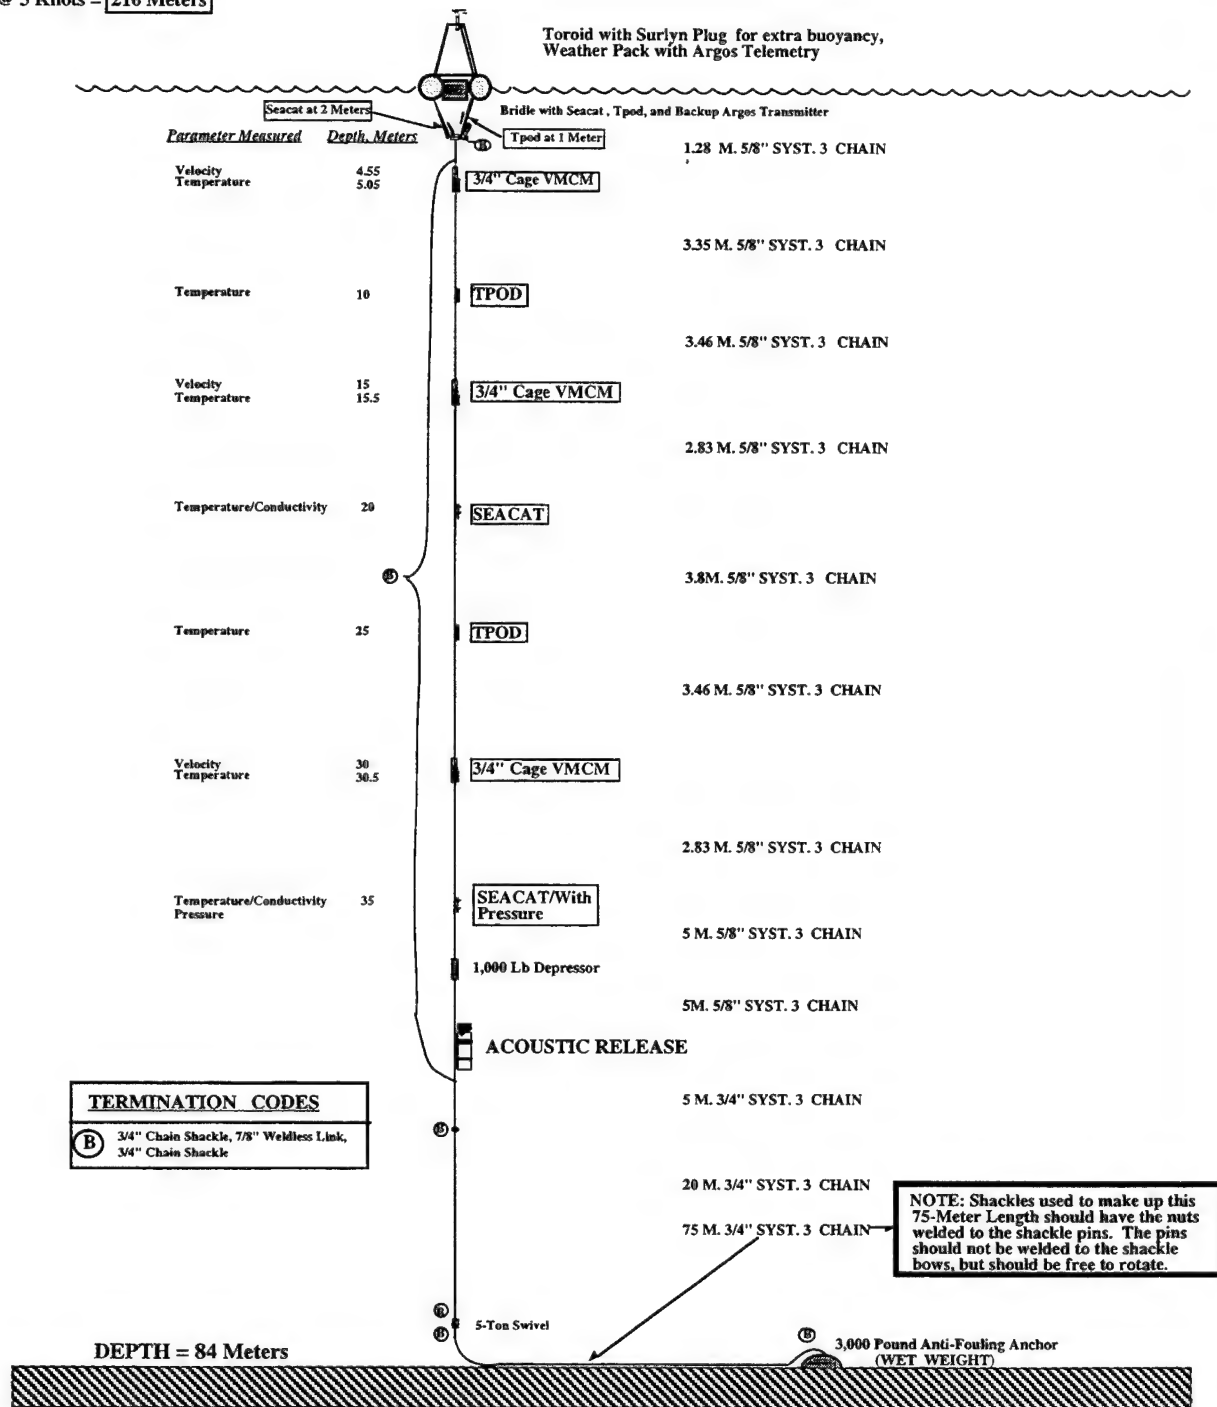 @ 3 Knots = 216 Meters
Toroid with Surlyn Plug for extra buoyancy,
Weather Pack with Argos Telemetry
Seacat at 2 Meters
Bridle with Seacat , Tpod, and Backup Argos Transmitter
Parameter Measured Depth, Meters
B
Tpod at 1 Meter
1.28 M. 5/8" SYST. 3 CHAIN
Velocity 4.55
Temperature 5.05
3/4" Cage VMCM
3.35 M. 5/8" SYST. 3 CHAIN
Temperature 10
TPOD
3.46 M. 5/8" SYST. 3 CHAIN
Velocity 15
Temperature 15.5
3/4" Cage VMCM
2.83 M. 5/8" SYST. 3 CHAIN
Temperature/Conductivity 20
SEACAT
B
3.8M. 5/8" SYST. 3 CHAIN
Temperature 25
TPOD
3.46 M. 5/8" SYST. 3 CHAIN
Velocity 30
Temperature 30.5
3/4" Cage VMCM
2.83 M. 5/8" SYST. 3 CHAIN
Temperature/Conductivity 35
Pressure
SEACAT/With
Pressure
5 M. 5/8" SYST. 3 CHAIN
1,000 Lb Depressor
5M. 5/8" SYST. 3 CHAIN
ACOUSTIC RELEASE
5 M. 3/4" SYST. 3 CHAIN
TERMINATION CODES
B 3/4" Chain Shackle, 7/8" Weldless Link,
3/4" Chain Shackle
B
20 M. 3/4" SYST. 3 CHAIN
75 M. 3/4" SYST. 3 CHAIN
NOTE: Shackles used to make up this
75-Meter Length should have the nuts
welded to the shackle pins. The pins
should not be welded to the shackle
bows, but should be free to rotate.
B
5-Ton Swivel
B
B
3,000 Pound Anti-Fouling Anchor
(WET WEIGHT)
DEPTH = 84 Meters